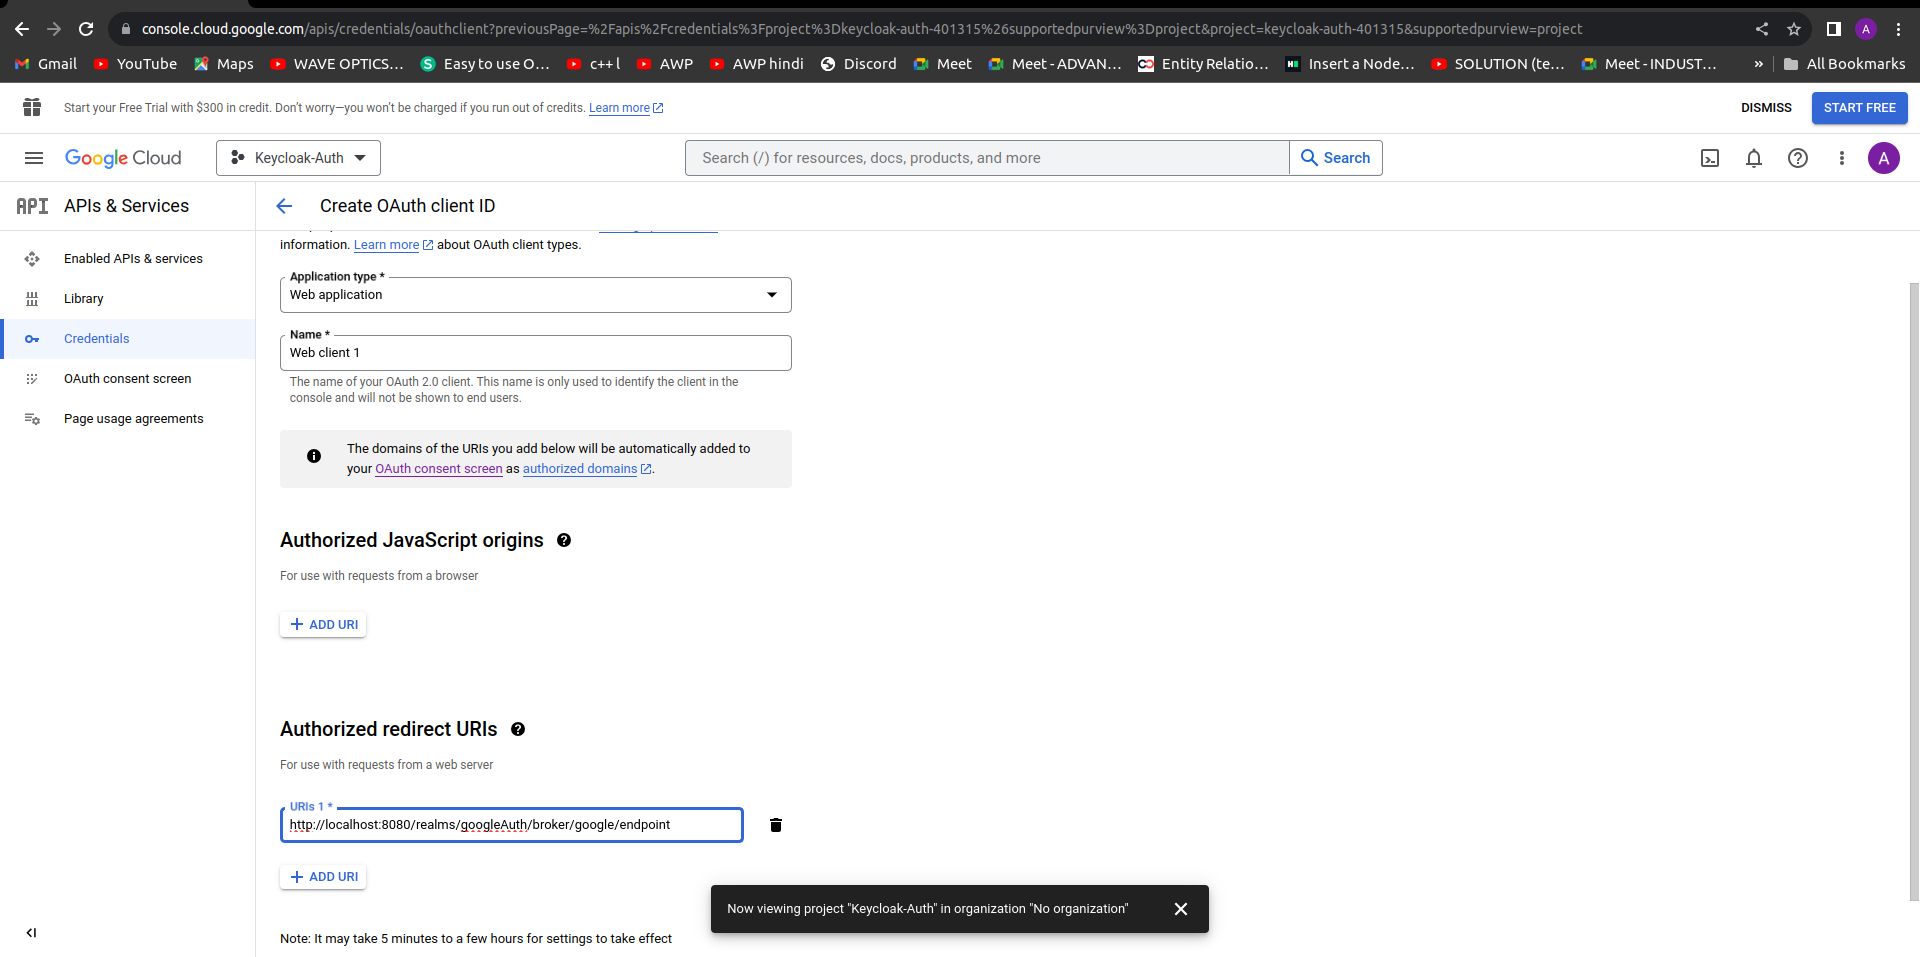 console.cloud.google.com/apis/credentials/oauthclient?previousPage=%2Fapis%2Fcredentials%3Fproject%3Dkeycloak-auth-401315%26supportedpurview%3Dproject&project=keycloak-auth-401315&supportedpurview=project
A
Gmail YouTube Maps WAVE OPTICS... Easy to use O... c++ l AWP AWP hindi Discord Meet Meet - ADVAN... Entity Relatio... Insert a Node... SOLUTION (te... Meet - INDUST... » All Bookmarks
Start your Free Trial with $300 in credit. Don't worry—you won't be charged if you run out of credits. Learn more
DISMISS START FREE
Google Cloud Keycloak-Auth Search (/) for resources, docs, products, and more Search A
API APIs & Services Create OAuth client ID
Enabled APIs & services
Library
Credentials
OAuth consent screen
Page usage agreements
information. Learn more about OAuth client types.
Application type *
Web application
Name *
Web client 1
The name of your OAuth 2.0 client. This name is only used to identify the client in the
console and will not be shown to end users.
The domains of the URIs you add below will be automatically added to
your OAuth consent screen as authorized domains.
Authorized JavaScript origins
For use with requests from a browser
+ ADD URI
Authorized redirect URIs
For use with requests from a web server
URIs 1 *
http://localhost:8080/realms/googleAuth/broker/google/endpoint
+ ADD URI
Now viewing project "Keycloak-Auth" in organization "No organization"
Note: It may take 5 minutes to a few hours for settings to take effect